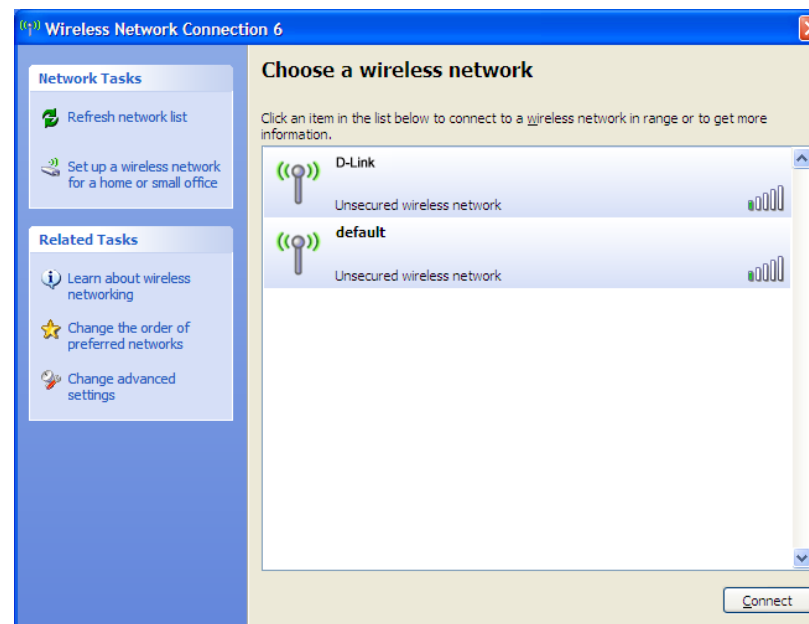 Wireless Network Connection 6
Network Tasks
Refresh network list
Set up a wireless network
for a home or small office
Related Tasks
Learn about wireless
networking
Change the order of
preferred networks
Change advanced
settings
Choose a wireless network
Click an item in the list below to connect to a wireless network in range or to get more
information.
D-Link
Unsecured wireless network
default
Unsecured wireless network
Connect